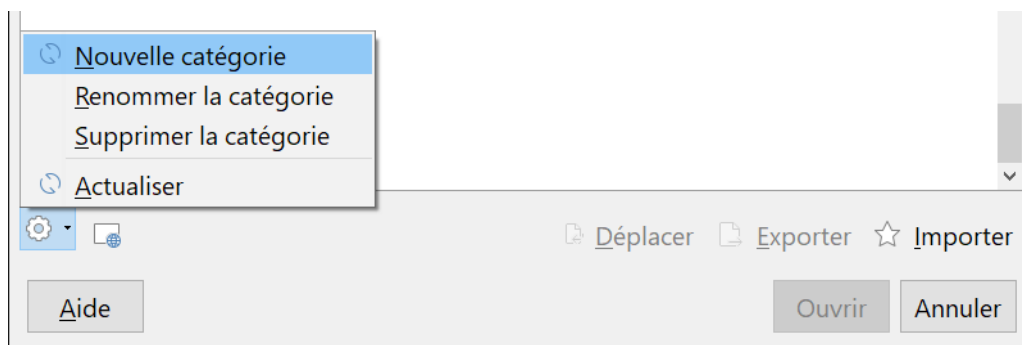 Nouvelle catégorie
Renommer la catégorie
Supprimer la catégorie
Actualiser
Déplacer Exporter Importer
Aide Ouvrir Annuler